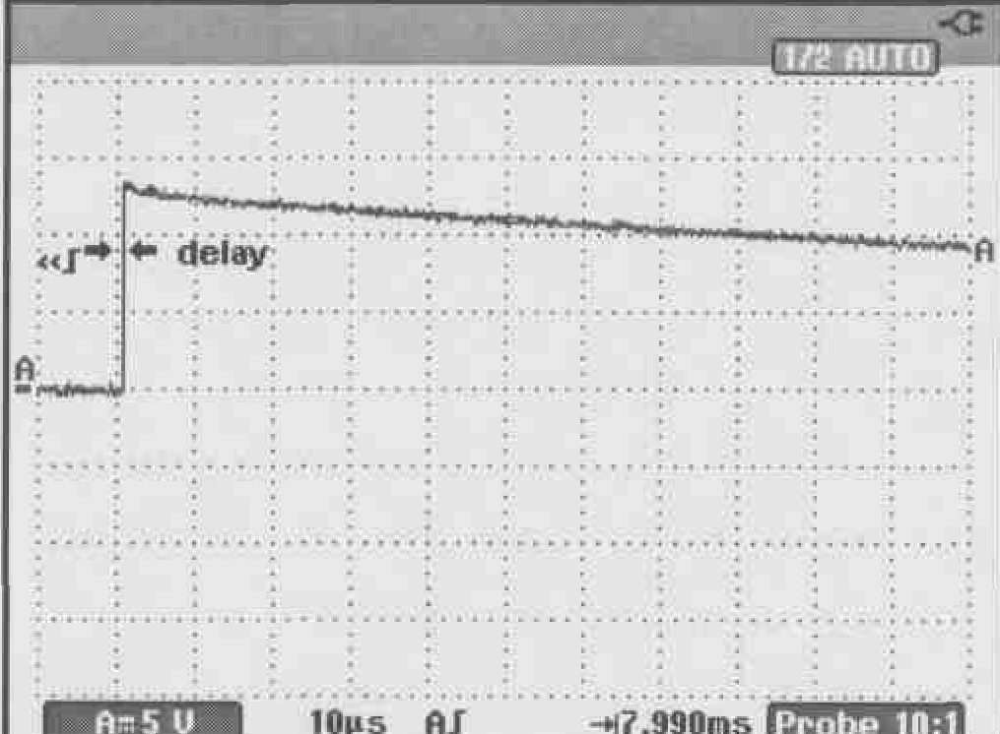 1/2 AUTO
delay
A
A
A 5 V 10µs A 7.990ms Probe 10:1